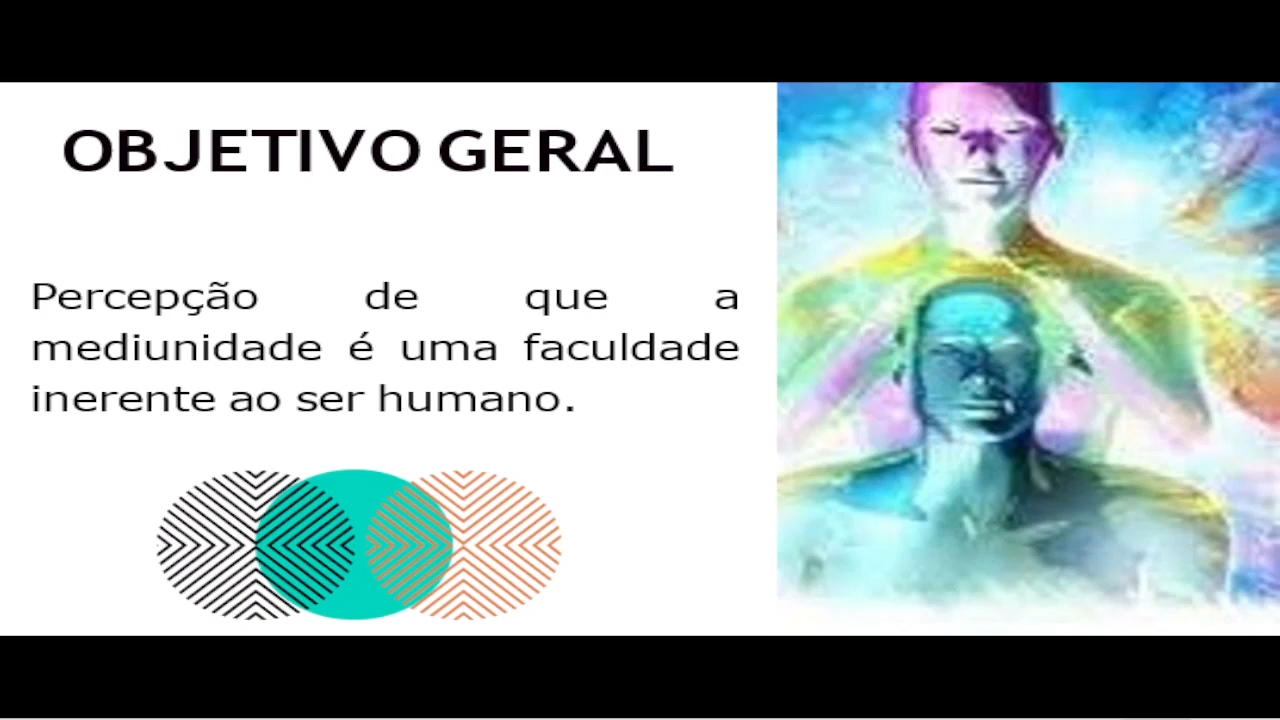 OBJETIVO GERAL
Percepção de que a
mediunidade é uma faculdade
inerente ao ser humano.